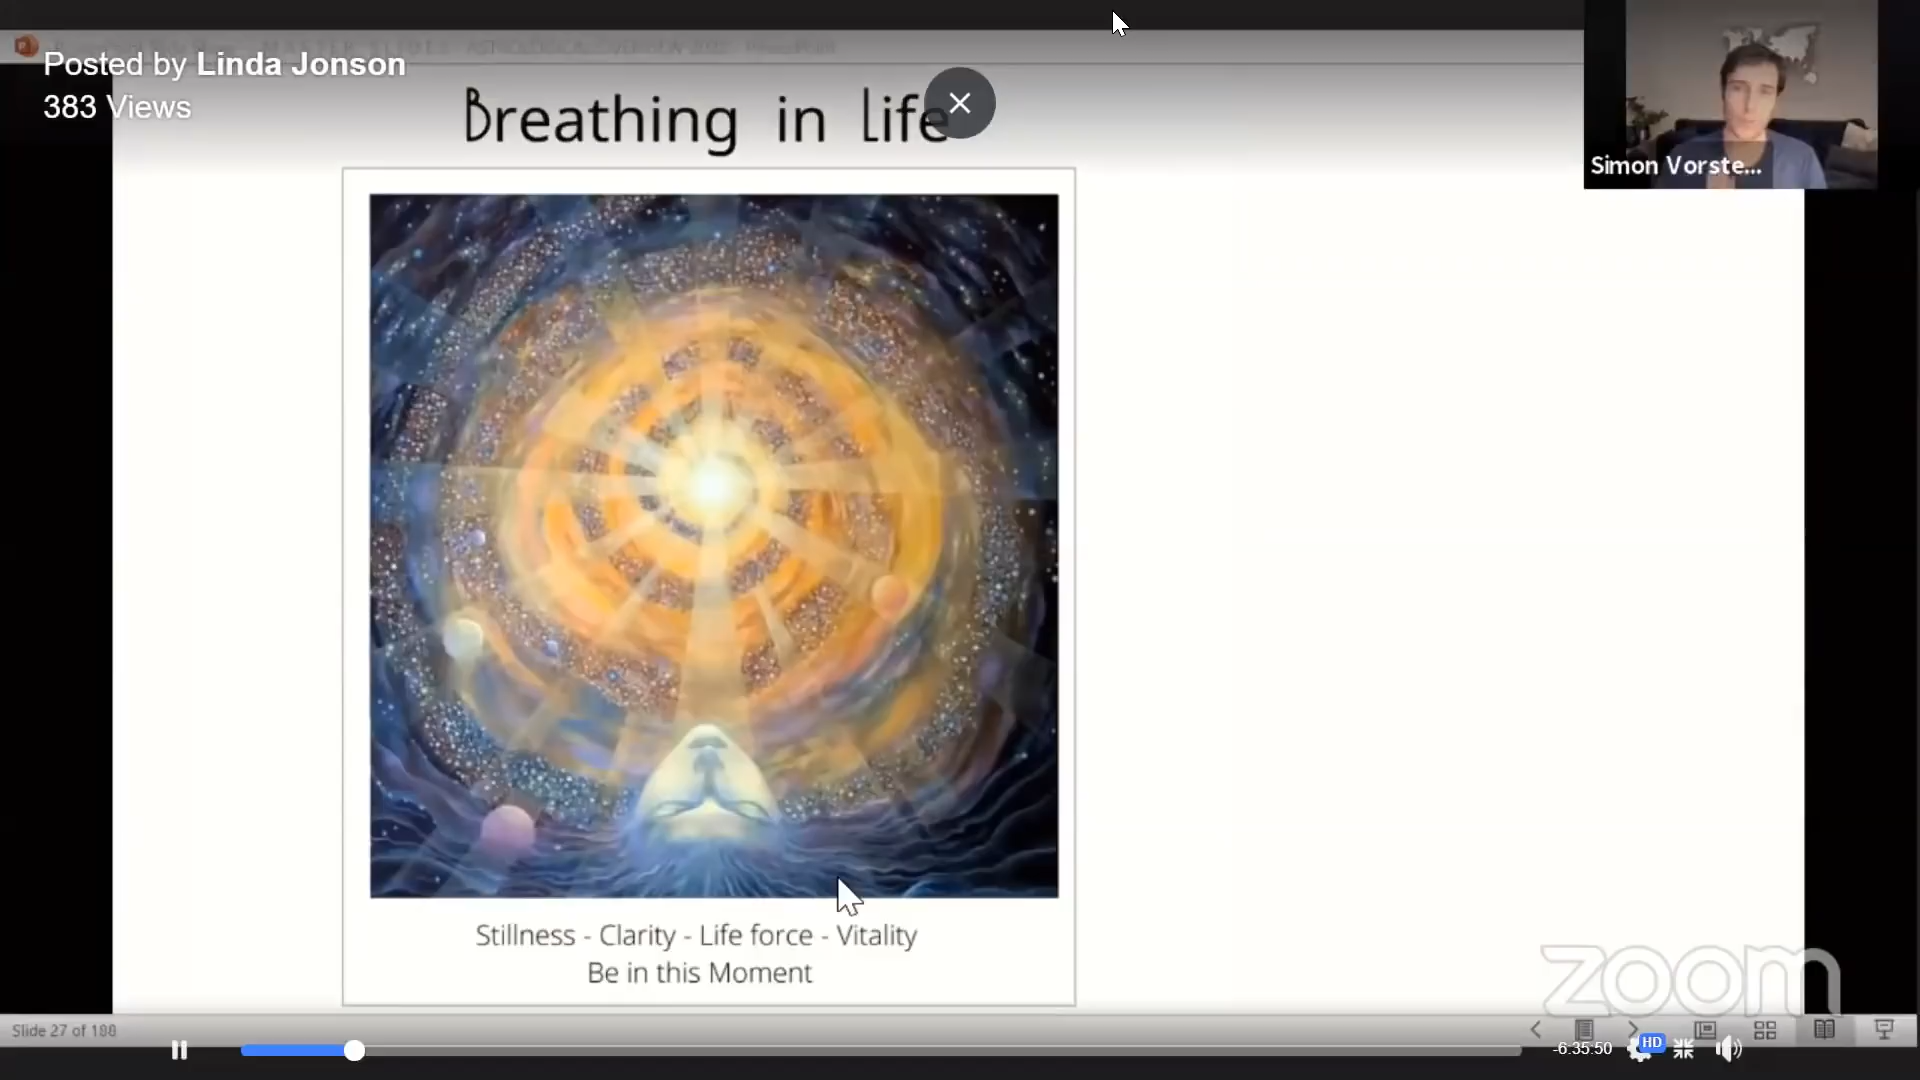 Posted by Linda Jonson
383 Views
Breathing in Life
Simon Vorste...
Stillness - Clarity - Life force - Vitality
Be in this Moment
zoom
Slide 27 of 188
-6:35:50
HD